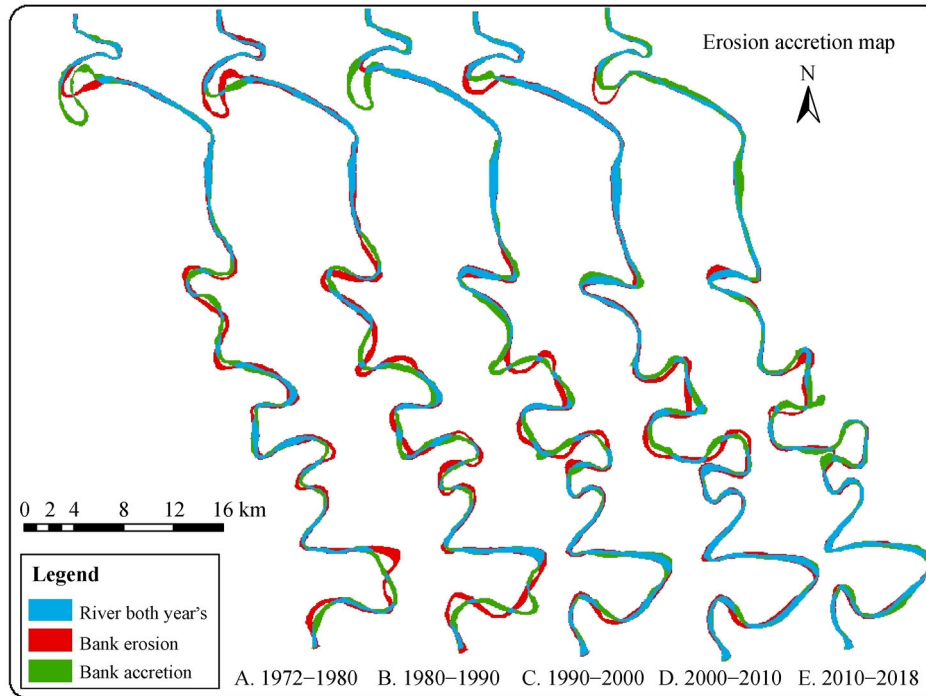 Erosion accretion map
N
0 2 4 8 12 16 km
Legend
River both year's
Bank erosion
Bank accretion
A. 1972−1980 B. 1980−1990 C. 1990−2000 D. 2000−2010 E. 2010−2018